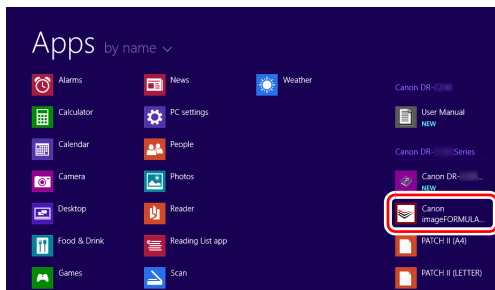 Apps by name
Alarms
Calculator
Calendar
Camera
Desktop
Food & Drink
Games
News
PC settings
People
Photos
Reader
Reading List app
Scan
Weather
Canon DR-
User Manual
NEW
Canon DR- Series
Canon DR- ...
NEW
Canon
imageFORMULA...
PATCH II (A4)
PATCH II (LETTER)